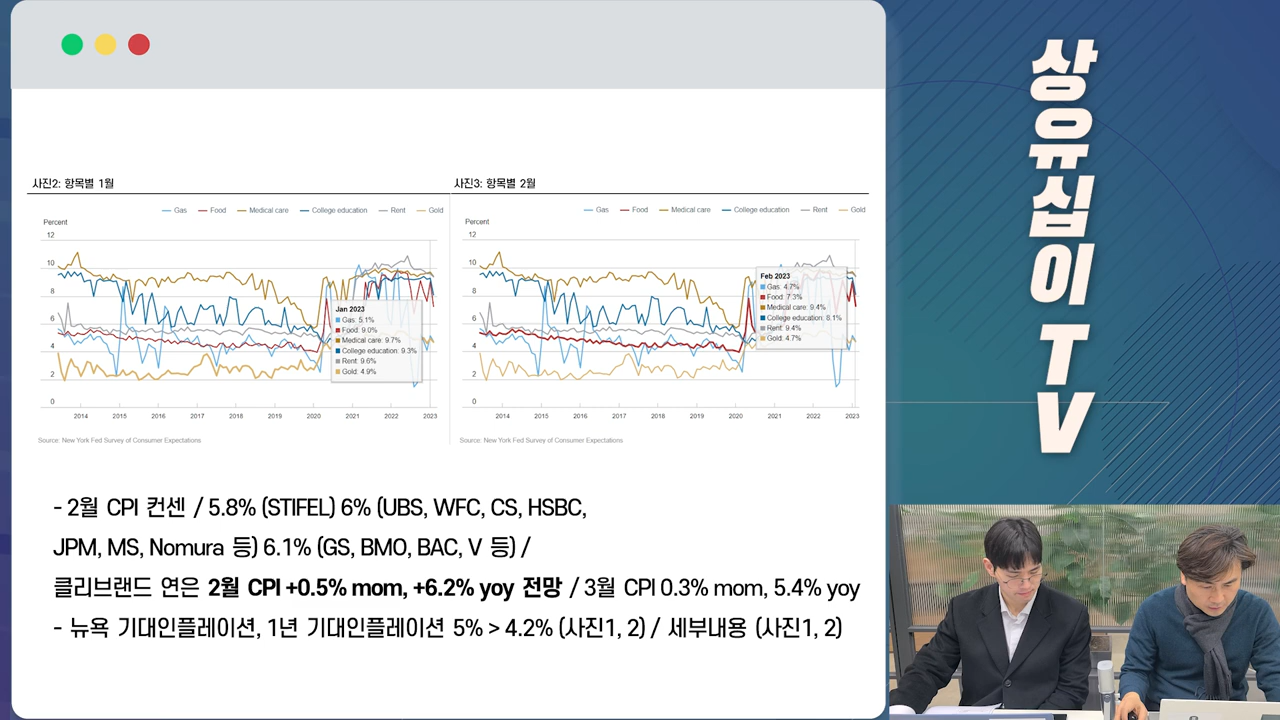 사진2: 항목별 1월
Gas Food Medical care College education Rent Gold
Percent
12
10
8
6
4
2
0
Jan 2023
Gas: 5.1%
Food: 9.0%
Medical care: 9.7%
College education: 9.3%
Rent: 9.6%
Gold: 4.9%
2014 2015 2016 2017 2018 2019 2020 2021 2022 2023
Source: New York Fed Survey of Consumer Expectations
사진3: 항목별 2월
Gas Food Medical care College education Rent Gold
Percent
12
10
8
6
4
2
0
Feb 2023
Gas: 4.7%
Food: 7.3%
Medical care: 9.4%
College education: 8.1%
Rent: 9.4%
Gold: 4.7%
2014 2015 2016 2017 2018 2019 2020 2021 2022 2023
Source: New York Fed Survey of Consumer Expectations
- 2월 CPI 컨센 / 5.8% (STIFEL) 6% (UBS, WFC, CS, HSBC,
JPM, MS, Nomura 등) 6.1% (GS, BMO, BAC, V 등) /
클리브랜드 연은 2월 CPI +0.5% mom, +6.2% yoy 전망 / 3월 CPI 0.3% mom, 5.4% yoy
- 뉴욕 기대인플레이션, 1년 기대인플레이션 5% > 4.2% (사진1, 2) / 세부내용 (사진1, 2)
상유십이 TV